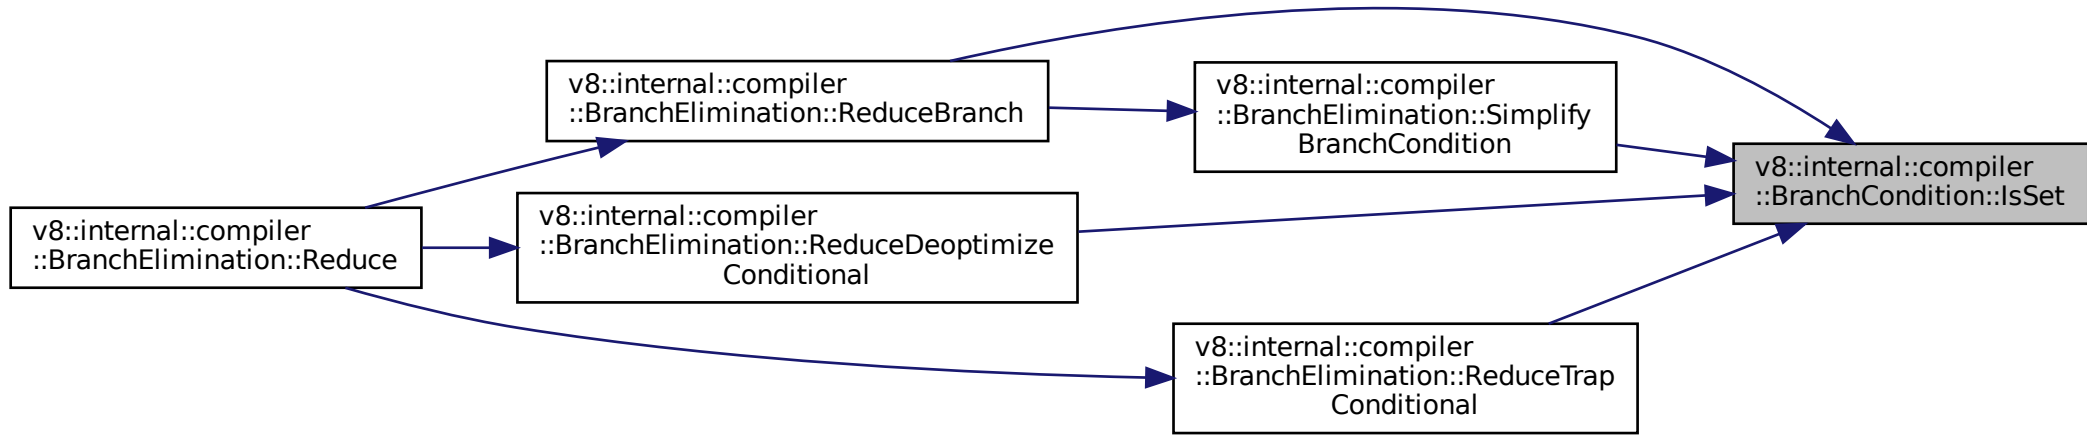 v8::internal::compiler
::BranchElimination::ReduceBranch
v8::internal::compiler
::BranchElimination::Simplify
BranchCondition
v8::internal::compiler
::BranchCondition::IsSet
v8::internal::compiler
::BranchElimination::Reduce
v8::internal::compiler
::BranchElimination::ReduceDeoptimize
Conditional
v8::internal::compiler
::BranchElimination::ReduceTrap
Conditional